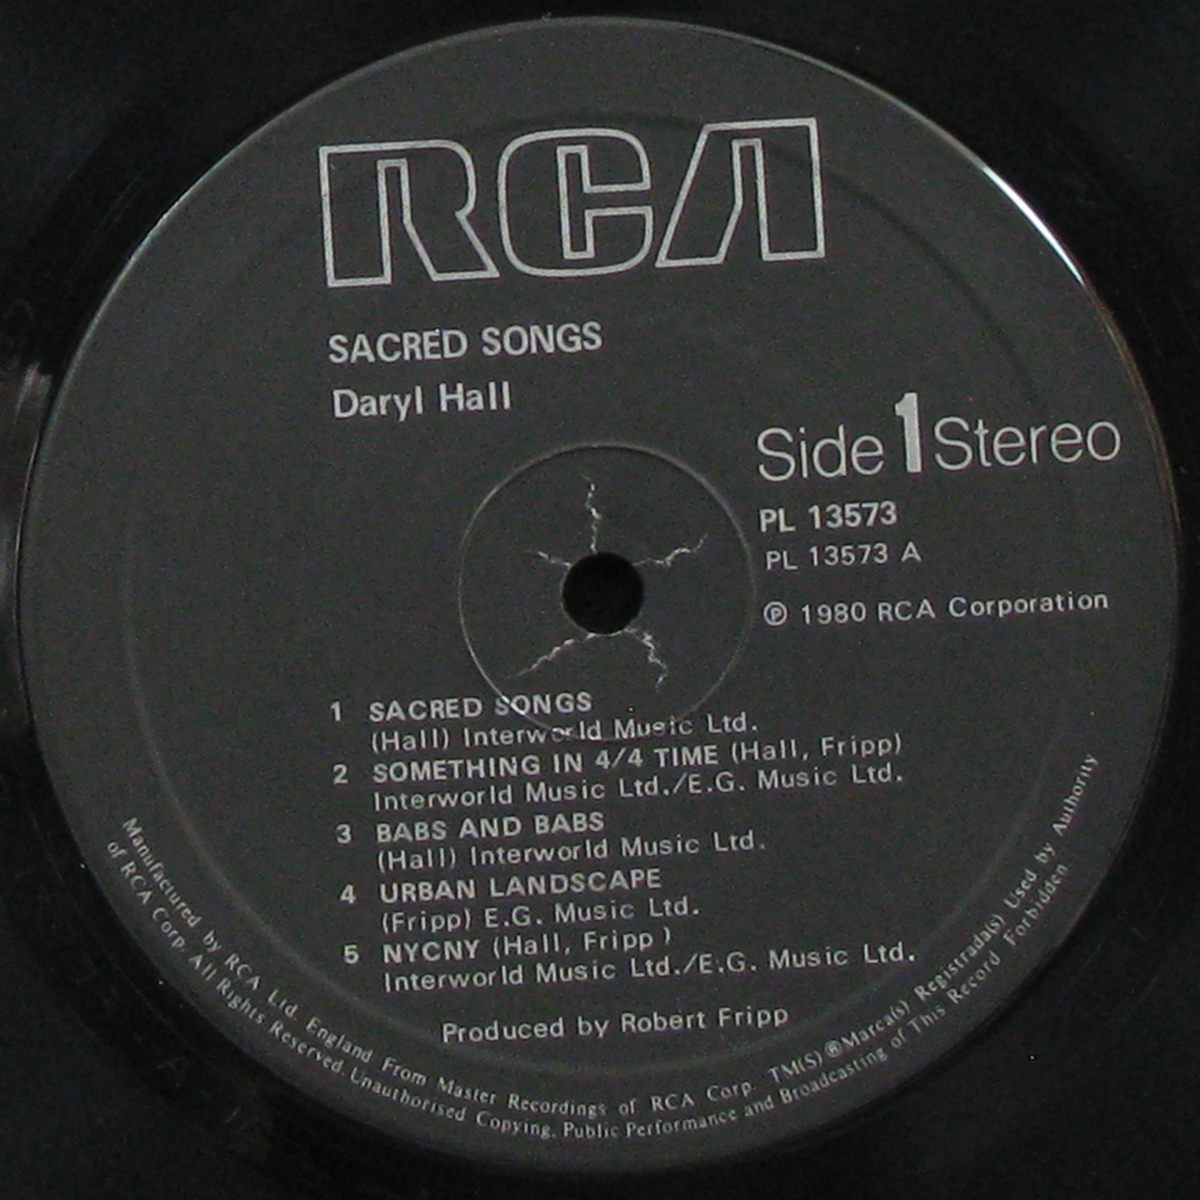 RCA
SACRED SONGS
Daryl Hall
Side 1 Stereo
PL 13573
PL 13573 A
℗ 1980 RCA Corporation
1 SACRED SONGS
(Hall) Interworld Music Ltd.
2 SOMETHING IN 4/4 TIME (Hall, Fripp)
Interworld Music Ltd./E.G. Music Ltd.
3 BABS AND BABS
(Hall) Interworld Music Ltd.
4 URBAN LANDSCAPE
(Fripp) E.G. Music Ltd.
5 NYCNY (Hall, Fripp )
Interworld Music Ltd./E.G. Music Ltd.
Produced by Robert Fripp
Manufactured by RCA Ltd. England From Master Recordings of RCA Corp. TM(S) ® Marca(s) Registrada(s) Used by Authority
of RCA Corp. All Rights Reserved Unauthorised Copying, Public Performance and Broadcasting of This Record Forbidden